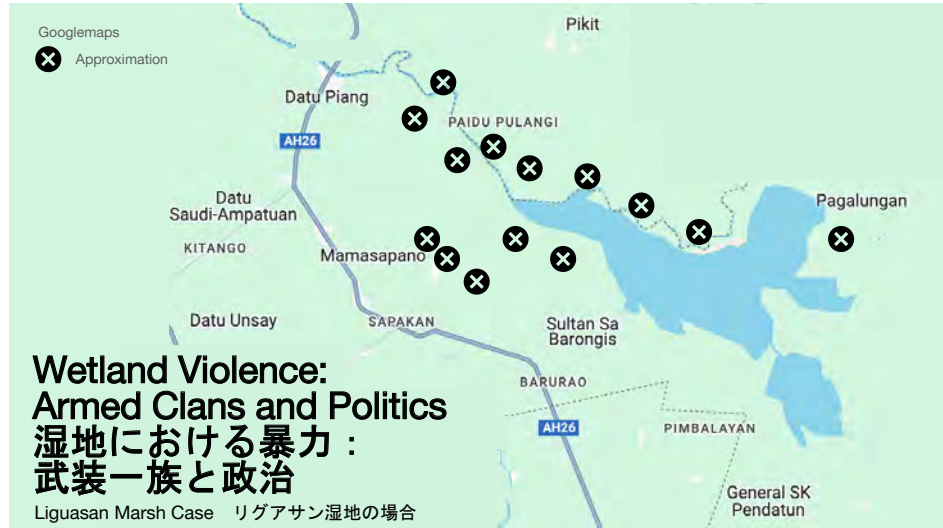 Googlemaps
Approximation
Pikit
Datu Piang
PAIDU PULANGI
AH26
Datu
Saudi-Ampatuan
Pagalungan
KITANGO
Mamasapano
Datu Unsay
SAPAKAN
Sultan Sa
Barongis
BARURAO
AH26
PIMBALAYAN
General SK
Pendatun
Wetland Violence:
Armed Clans and Politics
湿地における暴力：
武装一族と政治
Liguasan Marsh Case　リグアサン湿地の場合